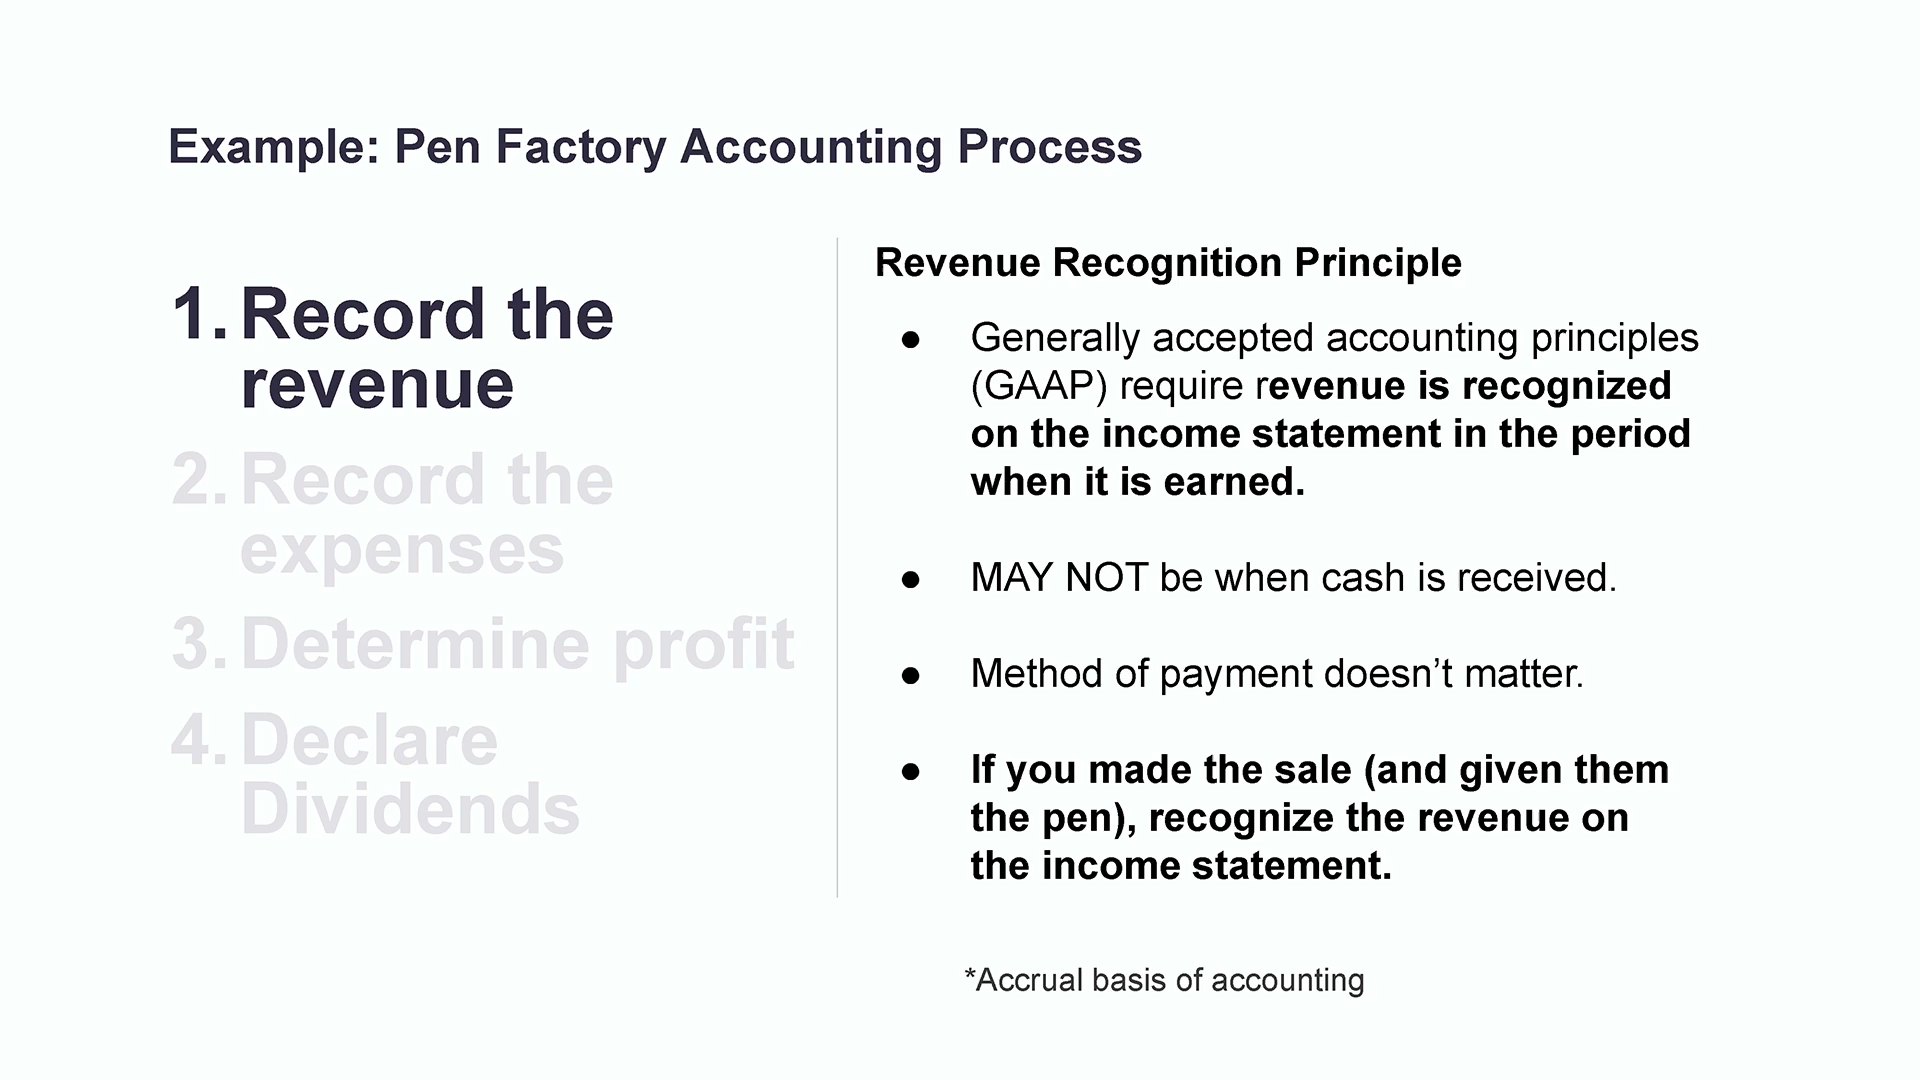 Example: Pen Factory Accounting Process
1. Record the
revenue
2. Record the
expenses
3. Determine profit
4. Declare
Dividends
Revenue Recognition Principle
● Generally accepted accounting principles
(GAAP) require revenue is recognized
on the income statement in the period
when it is earned.
● MAY NOT be when cash is received.
● Method of payment doesn’t matter.
● If you made the sale (and given them
the pen), recognize the revenue on
the income statement.
*Accrual basis of accounting